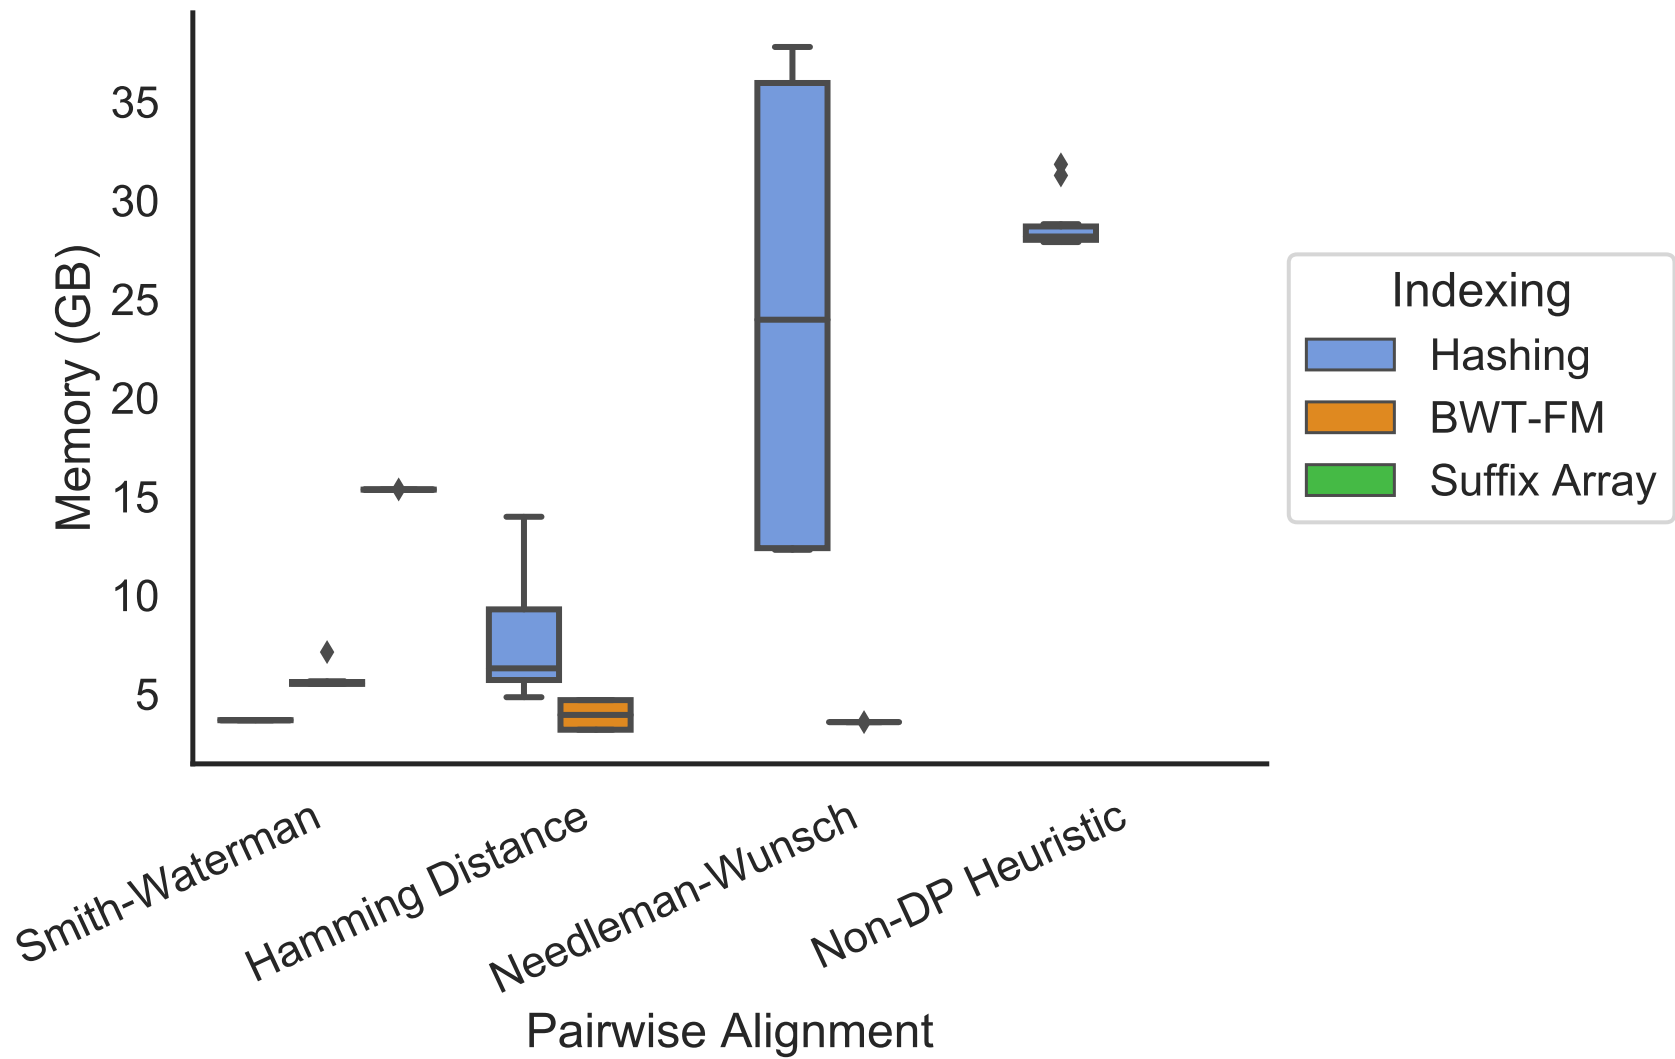 Memory (GB)
35
30
25
20
15
10
5
Smith-Waterman
Hamming Distance
Needleman-Wunsch
Non-DP Heuristic
Pairwise Alignment
Indexing
Hashing
BWT-FM
Suffix Array